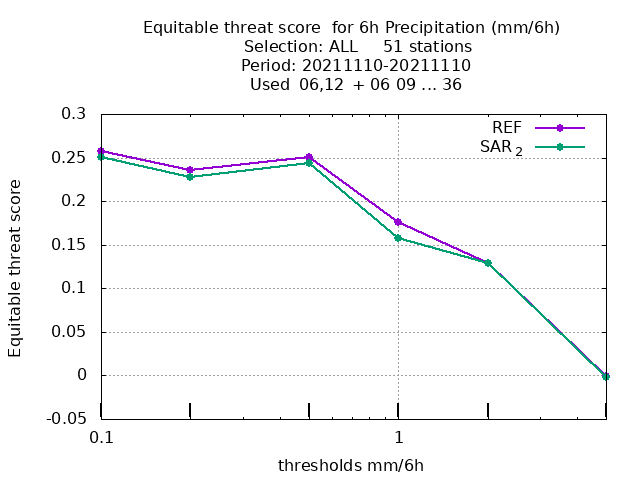 Equitable threat score  for 6h Precipitation (mm/6h)
Selection: ALL     51 stations
Period: 20211110-20211110
Used  06,12  + 06 09 ... 36
0.3
REF
SAR 2
0.25
0.2
0.15
0.1
0.05
0
-0.05
Equitable threat score
0.1 1
thresholds mm/6h